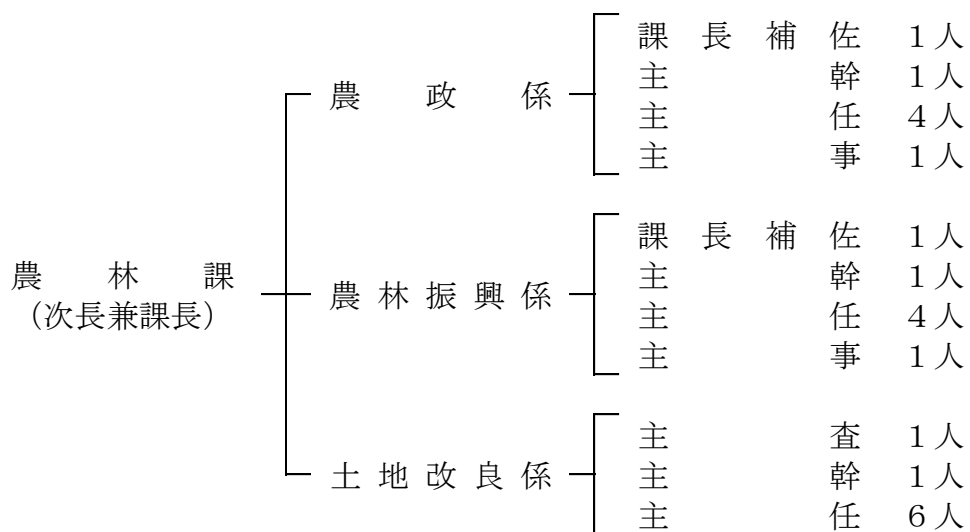 農林課
(次長兼課長)
農政係
課長補佐 1人
主幹 1人
主任 4人
主事 1人
農林振興係
課長補佐 1人
主幹 1人
主任 4人
主事 1人
土地改良係
主査 1人
主幹 1人
主任 6人